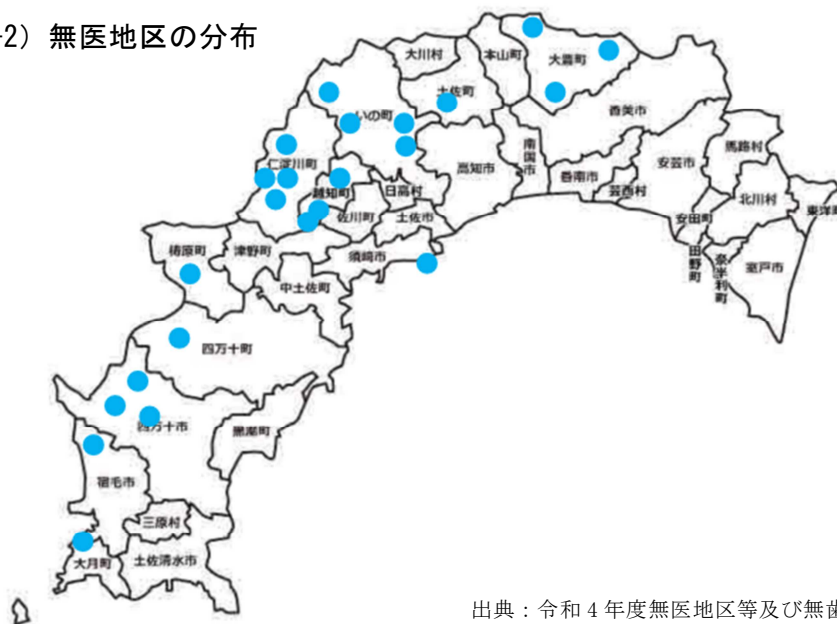 -2）無医地区の分布
大川村
本山町
大豊町
土佐町
いの町
香美市
仁淀川町
高知市
南国市
馬路村
越知町
日高村
香南市
安芸市
芸西村
北川村
佐川町
土佐市
安田町
東洋町
梼原町
津野町
須崎市
田野町
奈半利町
室戸市
中土佐町
四万十町
四万十市
黒潮町
宿毛市
三原村
大月町
土佐清水市
出典：令和4年度無医地区等及び無歯